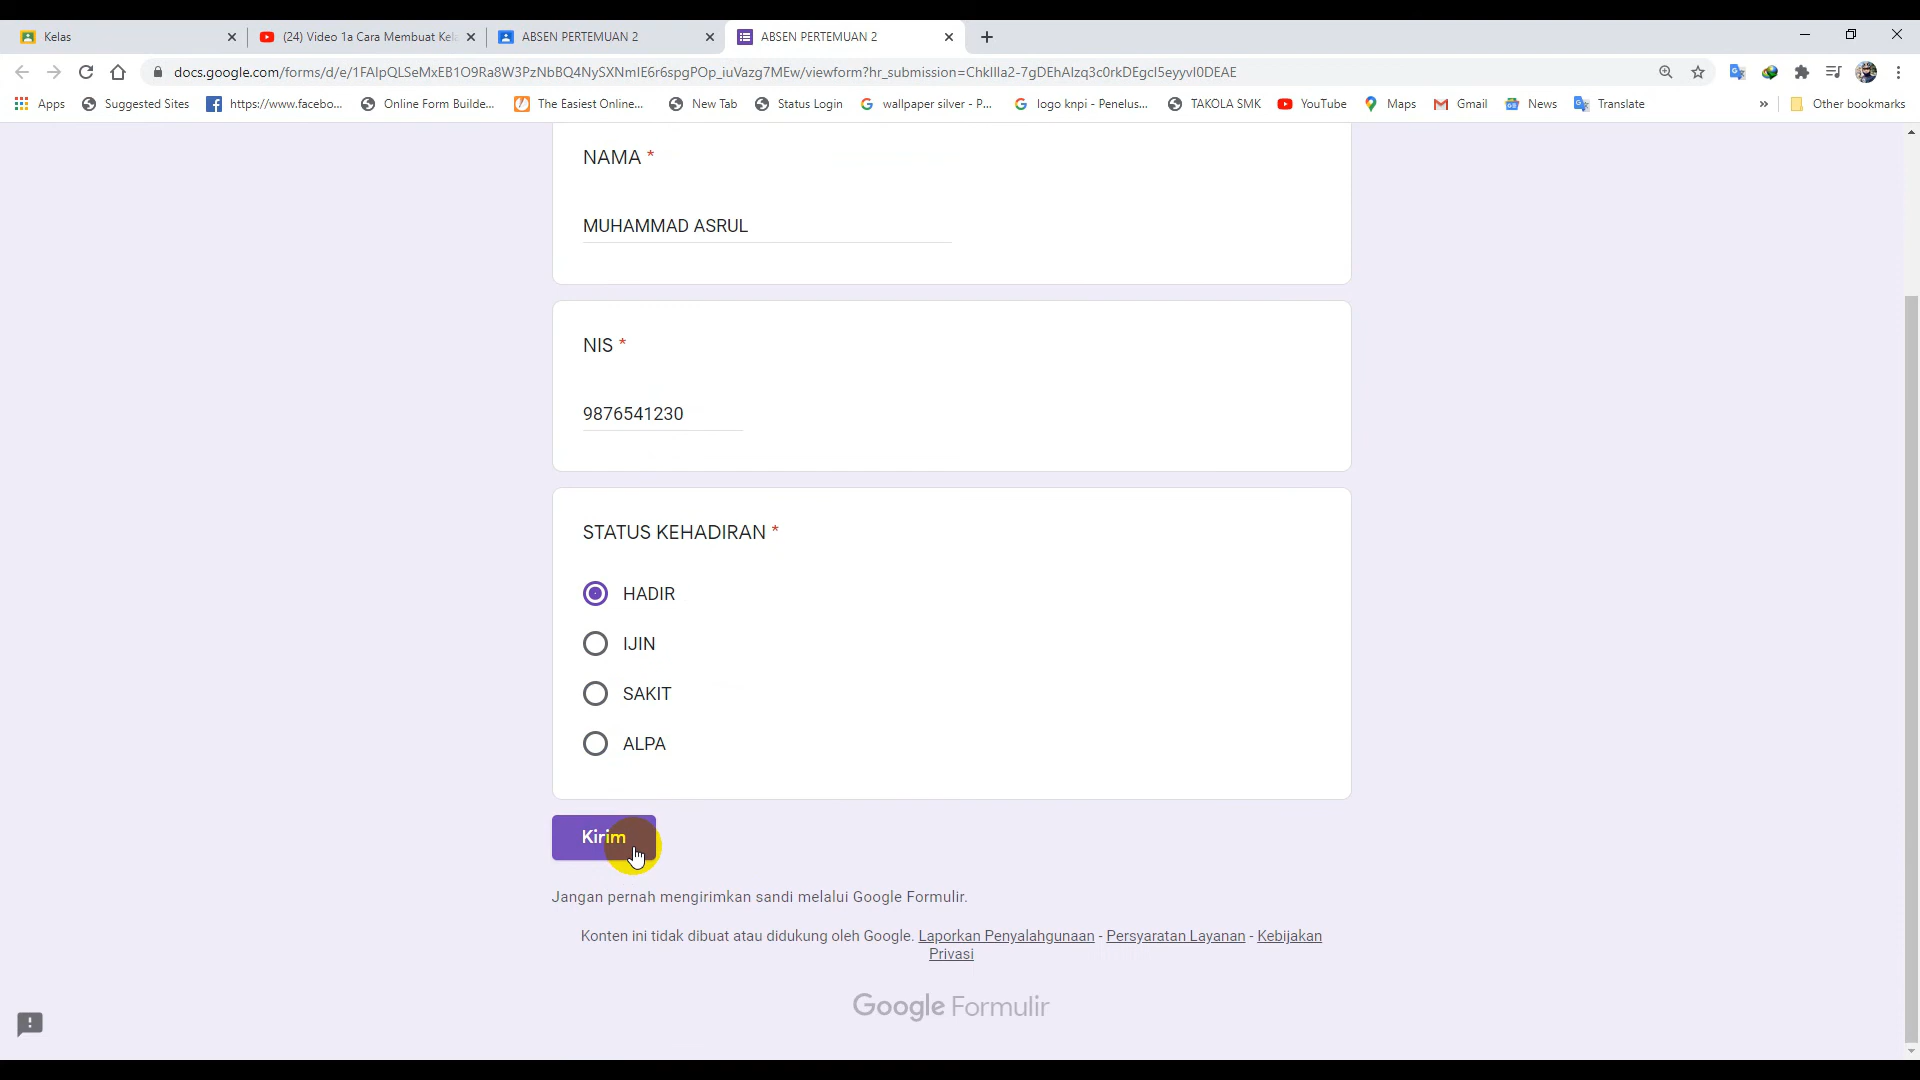 Kelas
(24) Video 1a Cara Membuat Kel
ABSEN PERTEMUAN 2
ABSEN PERTEMUAN 2
docs.google.com/forms/d/e/1FAIpQLSeMxEB1O9Ra8W3PzNbBQ4NySXNmIE6r6spgPOp_iuVazg7MEw/viewform?hr_submission=ChkIlla2-7gDEhAIzq3c0rkDEgcI5eyyvI0DEAE
Apps
Suggested Sites
https://www.facebo...
Online Form Builde...
The Easiest Online...
New Tab
Status Login
wallpaper silver - P...
logo knpi - Penelus...
TAKOLA SMK
YouTube
Maps
Gmail
News
Translate
»
Other bookmarks
NAMA *
MUHAMMAD ASRUL
NIS *
9876541230
STATUS KEHADIRAN *
HADIR
IJIN
SAKIT
ALPA
Kirim
Jangan pernah mengirimkan sandi melalui Google Formulir.
Konten ini tidak dibuat atau didukung oleh Google. Laporkan Penyalahgunaan - Persyaratan Layanan - Kebijakan
Privasi
Google Formulir